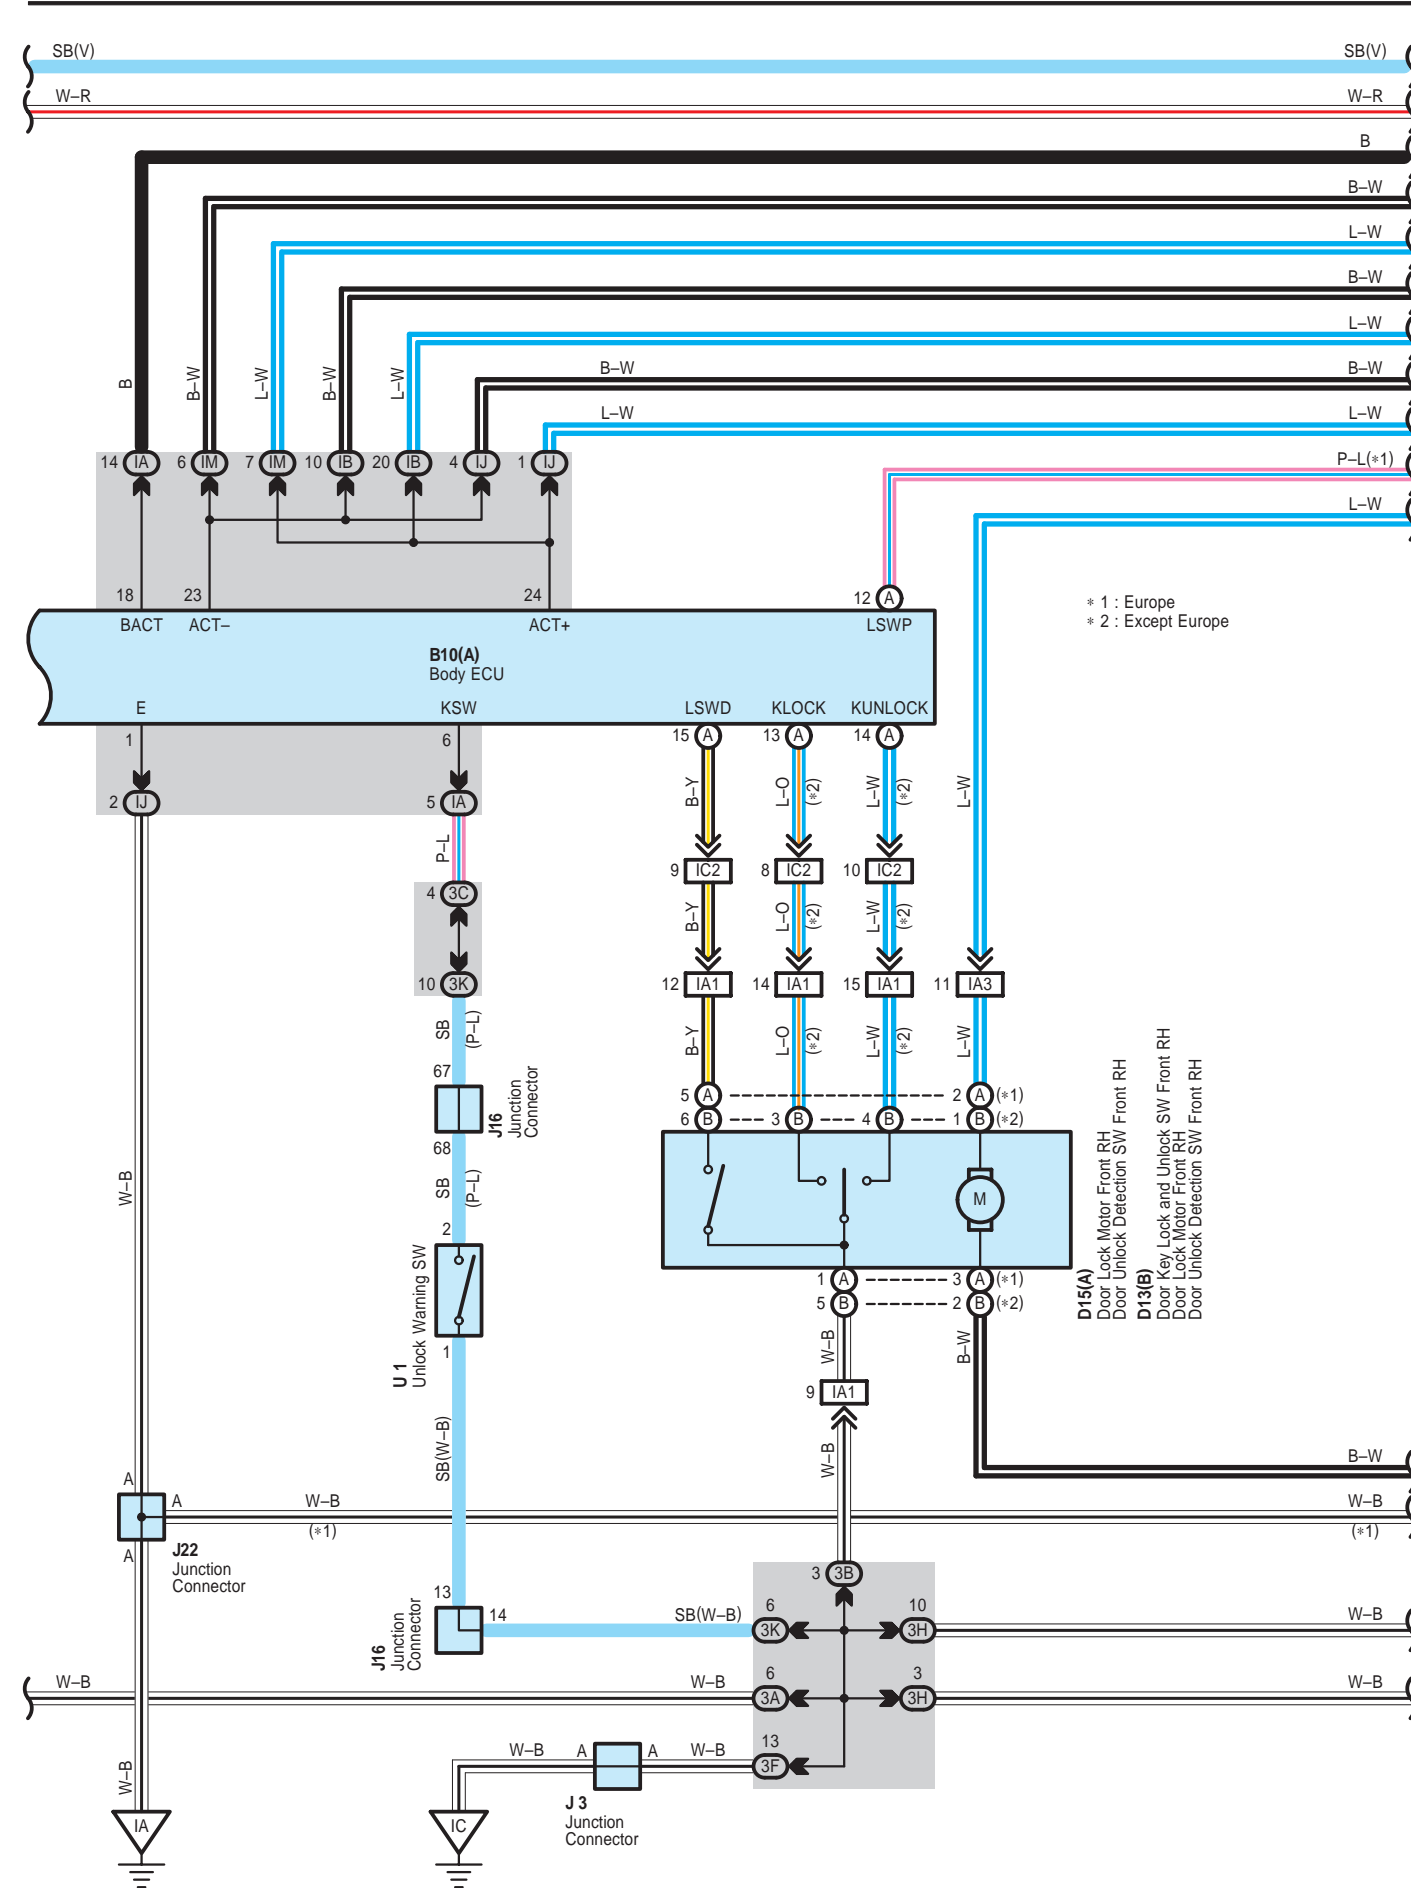 SB(V) SB(V)
W–R W–R
B
B–W
L–W
B–W
L–W
B B–W L–W B–W L–W B–W B–W
L–W L–W
P–L(∗1)
14 IA 6 IM 7 IM 10 IB 20 IB 4 IJ 1 IJ
L–W
18 23 24 12 A
BACT ACT– ACT+ LSWP
∗ 1 : Europe
∗ 2 : Except Europe
B10(A)
Body ECU
E KSW LSWD KLOCK KUNLOCK
1 6 15 A 13 A 14 A
B–Y L–O (∗2) L–W (∗2) L–W
2 IJ 5 IA
P–L
9 IC2 8 IC2 10 IC2
4 3C
B–Y L–O (∗2) L–W (∗2)
10 3K 12 IA1 14 IA1 15 IA1 11 IA3
SB (P–L) B–Y L–O (∗2) L–W (∗2) L–W
67
J16
Junction
Connector
68
5 A 2 A (∗1)
6 B 3 B 4 B 1 B (∗2)
W–B
SB (P–L)
M
2
U 1
Unlock Warning SW
1
D15(A)
Door Lock Motor Front RH
Door Unlock Detection SW Front RH
D13(B)
Door Key Lock and Unlock SW Front RH
Door Lock Motor Front RH
Door Unlock Detection SW Front RH
1 A 3 A (∗1)
5 B 2 B (∗2)
W–B B–W
9 IA1
SB(W–B) W–B
B–W
A
A W–B W–B
(∗1) (∗1)
A
J22
Junction
Connector
3 3B
13
14 SB(W–B) 6 10 W–B
3K 3H
J16
Junction
Connector
W–B W–B 6 3 W–B
3A 3H
W–B A A W–B 13
3F
W–B
J 3
Junction
Connector
IA IC